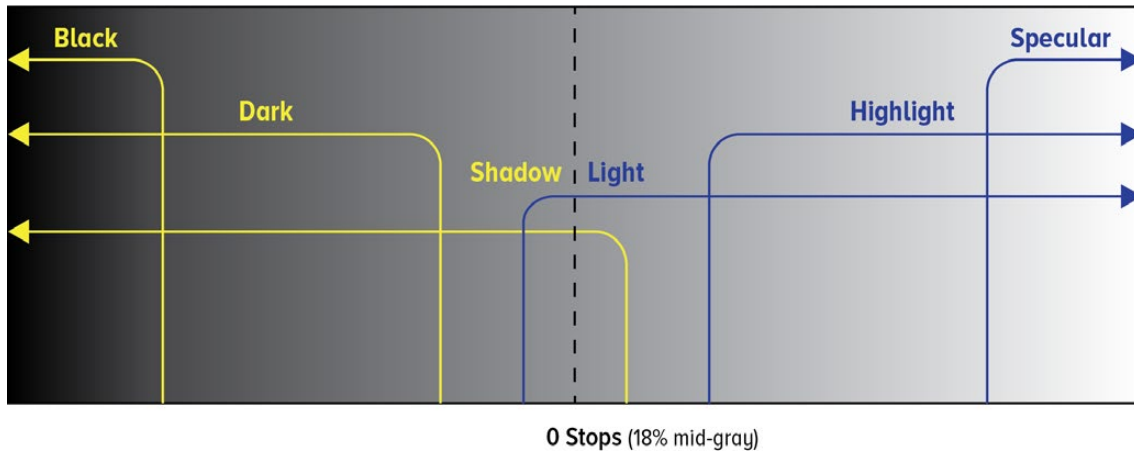 Black
Specular
Dark
Highlight
Shadow
Light
0 Stops (18% mid-gray)